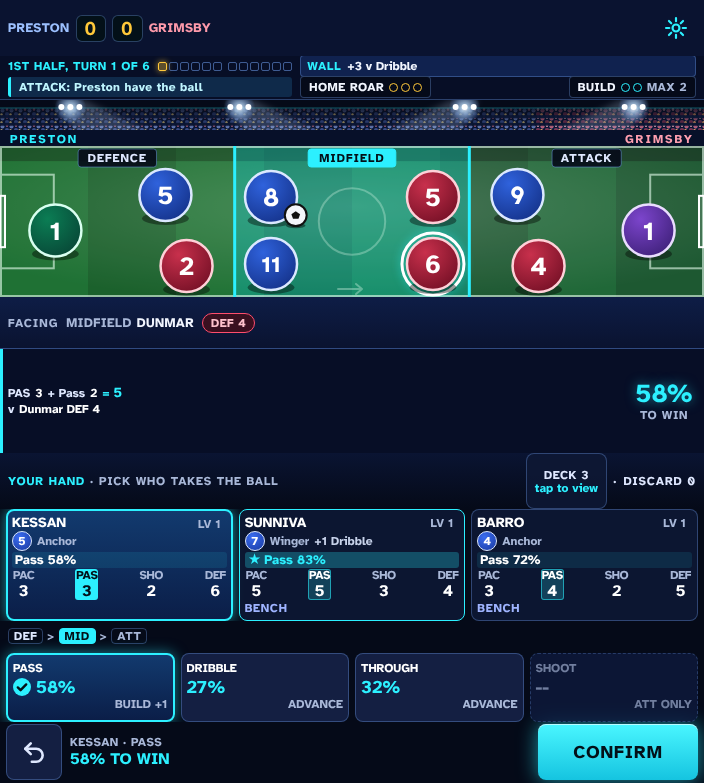 PRESTON 0 0 GRIMSBY
1ST HALF, TURN 1 OF 6
WALL +3 v Dribble
ATTACK: Preston have the ball
HOME ROAR
BUILD MAX 2
PRESTON
GRIMSBY
DEFENCE
MIDFIELD
ATTACK
5
8
5
9
1
1
2
11
6
4
FACING MIDFIELD DUNMAR DEF 4
PAS 3 + Pass 2 = 5
v Dunmar DEF 4
58%
TO WIN
YOUR HAND · PICK WHO TAKES THE BALL
DECK 3
tap to view
· DISCARD 0
KESSAN LV 1
5 Anchor
Pass 58%
PAC PAS SHO DEF
3 3 2 6
SUNNIVA LV 1
7 Winger +1 Dribble
★ Pass 83%
PAC PAS SHO DEF
5 5 3 4
BENCH
BARRO LV 1
4 Anchor
Pass 72%
PAC PAS SHO DEF
3 4 2 5
BENCH
DEF > MID > ATT
PASS
58%
BUILD +1
DRIBBLE
27%
ADVANCE
THROUGH
32%
ADVANCE
SHOOT
--
ATT ONLY
KESSAN · PASS
58% TO WIN
CONFIRM